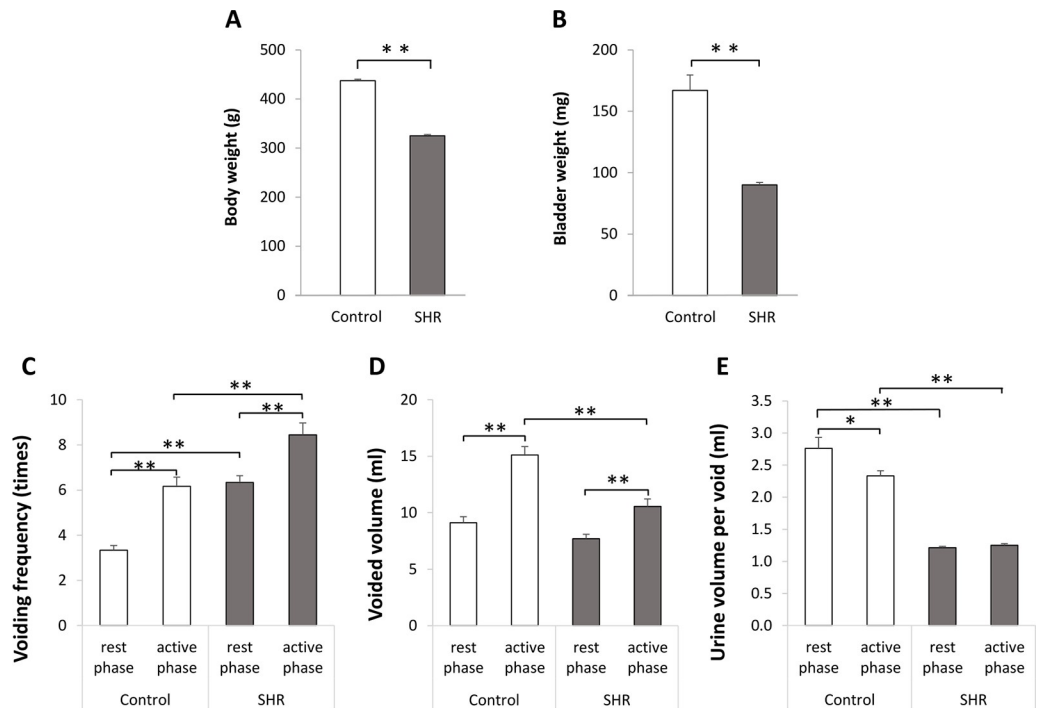 A
500
400
300
200
100
0
Body weight (g)
* *
Control SHR
B
200
150
100
50
0
Bladder weight (mg)
* *
Control SHR
C
10
8
6
4
2
0
Voiding frequency (times)
**
**
**
**
rest active rest active
phase phase phase phase
Control SHR
D
20
15
10
5
0
Voided volume (ml)
**
**
**
rest active rest active
phase phase phase phase
Control SHR
E
3.5
3.0
2.5
2.0
1.5
1.0
0.5
0.0
Urine volume per void (ml)
**
**
*
rest active rest active
phase phase phase phase
Control SHR